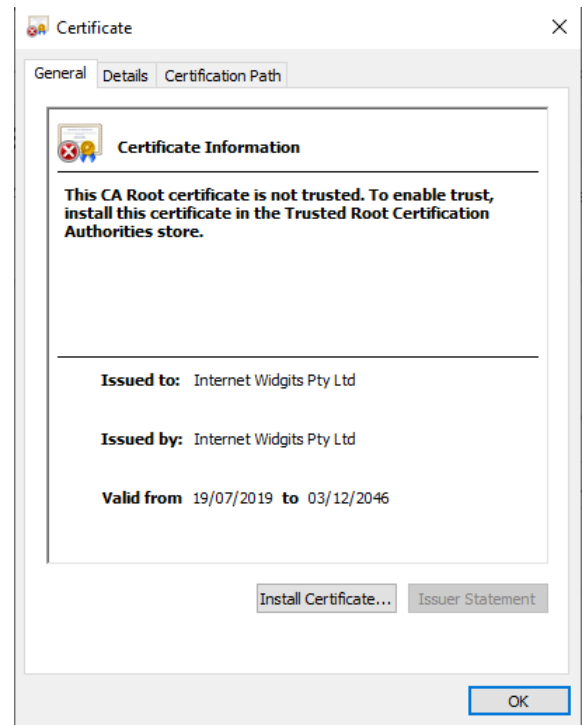 Certificate
General Details Certification Path
Certificate Information
This CA Root certificate is not trusted. To enable trust,
install this certificate in the Trusted Root Certification
Authorities store.
Issued to: Internet Widgits Pty Ltd
Issued by: Internet Widgits Pty Ltd
Valid from 19/07/2019 to 03/12/2046
Install Certificate... Issuer Statement
OK